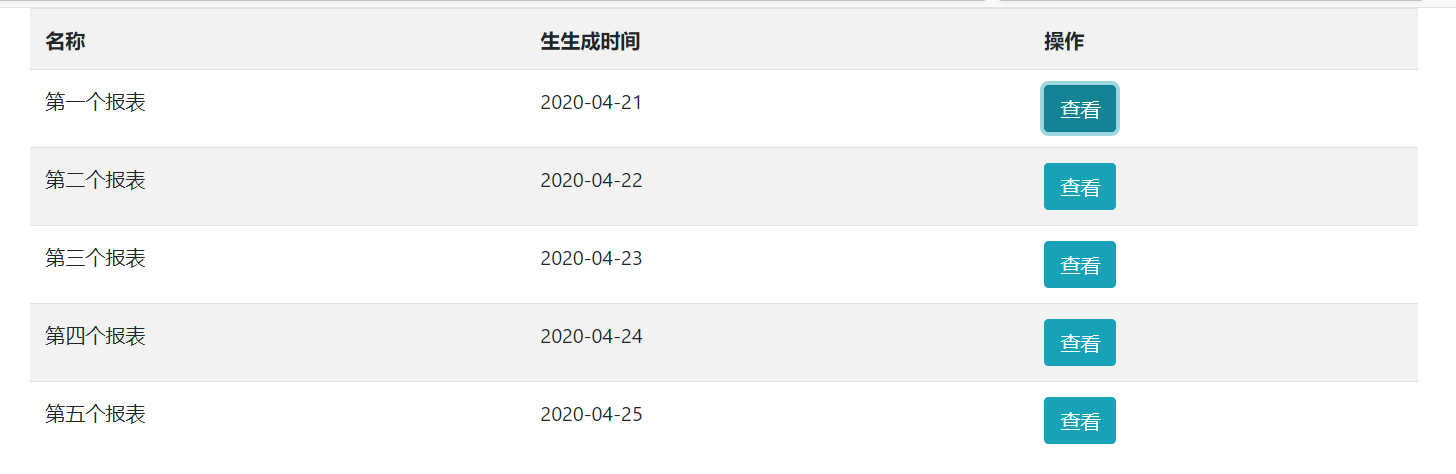 名称 生生成时间 操作
第一个报表 2020-04-21 查看
第二个报表 2020-04-22 查看
第三个报表 2020-04-23 查看
第四个报表 2020-04-24 查看
第五个报表 2020-04-25 查看